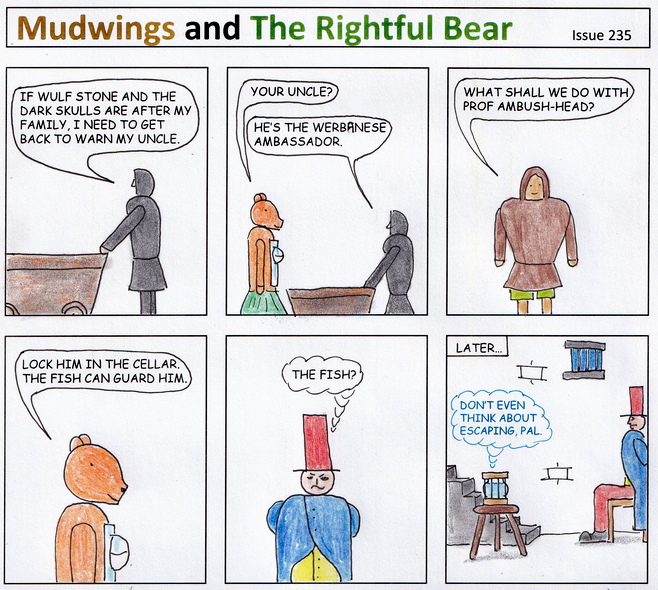 Mudwings and The Rightful Bear
Issue 235
IF WULF STONE AND THE
DARK SKULLS ARE AFTER MY
FAMILY, I NEED TO GET
BACK TO WARN MY UNCLE.
YOUR UNCLE?
HE'S THE WERBANESE
AMBASSADOR.
WHAT SHALL WE DO WITH
PROF AMBUSH-HEAD?
LOCK HIM IN THE CELLAR.
THE FISH CAN GUARD HIM.
THE FISH?
LATER...
DON'T EVEN
THINK ABOUT
ESCAPING, PAL.